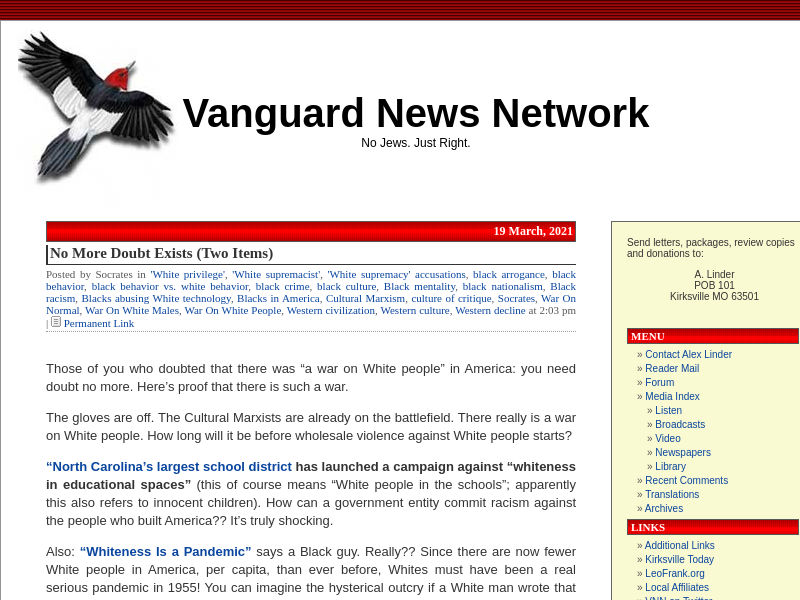 Vanguard News Network
No Jews. Just Right.
19 March, 2021
No More Doubt Exists (Two Items)
Posted by Socrates in 'White privilege', 'White supremacist', 'White supremacy' accusations, black arrogance, black
behavior, black behavior vs. white behavior, black crime, black culture, Black mentality, black nationalism, Black
racism, Blacks abusing White technology, Blacks in America, Cultural Marxism, culture of critique, Socrates, War On
Normal, War On White Males, War On White People, Western civilization, Western culture, Western decline at 2:03 pm
| Permanent Link
Those of you who doubted that there was “a war on White people” in America: you need
doubt no more. Here’s proof that there is such a war.
The gloves are off. The Cultural Marxists are already on the battlefield. There really is a war
on White people. How long will it be before wholesale violence against White people starts?
“North Carolina’s largest school district has launched a campaign against “whiteness
in educational spaces” (this of course means “White people in the schools”; apparently
this also refers to innocent children). How can a government entity commit racism against
the people who built America?? It’s truly shocking.
Also: “Whiteness Is a Pandemic” says a Black guy. Really?? Since there are now fewer
White people in America, per capita, than ever before, Whites must have been a real
serious pandemic in 1955! You can imagine the hysterical outcry if a White man wrote that
Send letters, packages, review copies
and donations to:
A. Linder
POB 101
Kirksville MO 63501
MENU
» Contact Alex Linder
» Reader Mail
» Forum
» Media Index
» Listen
» Broadcasts
» Video
» Newspapers
» Library
» Recent Comments
» Translations
» Archives
LINKS
» Additional Links
» Kirksville Today
» LeoFrank.org
» Local Affiliates
» VNN on Twitter